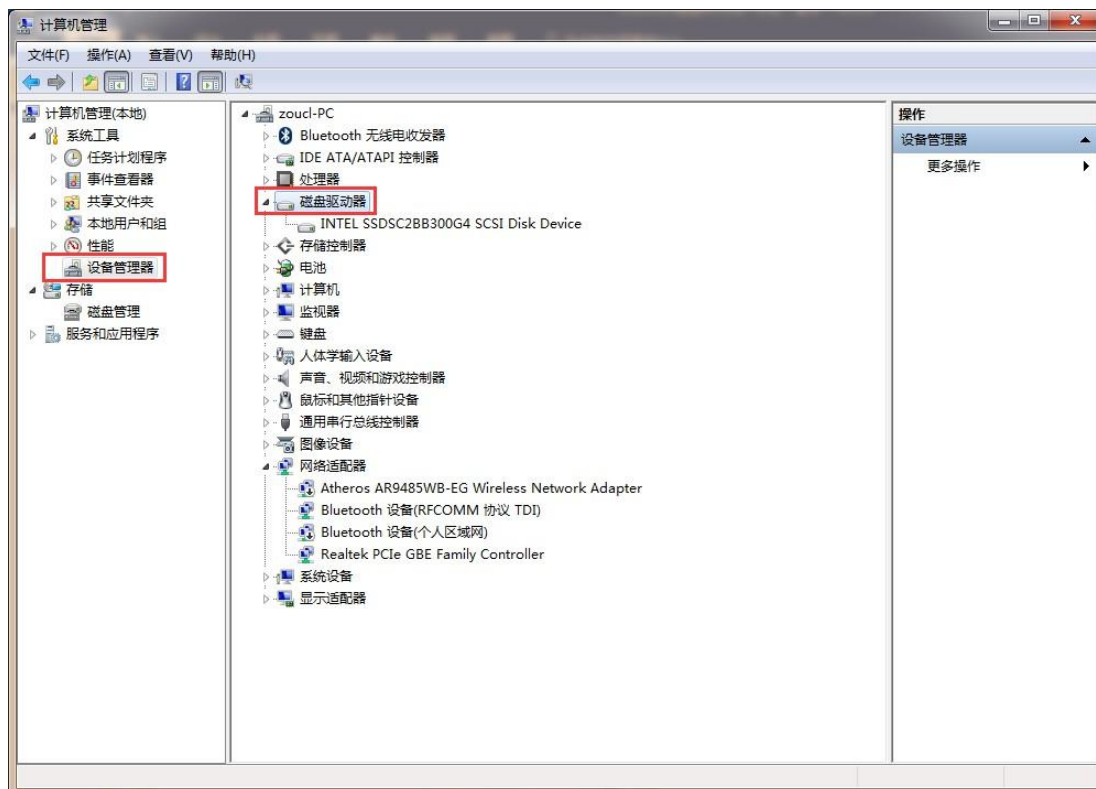 计算机管理
文件(F) 操作(A) 查看(V) 帮助(H)
计算机管理(本地)
系统工具
任务计划程序
事件查看器
共享文件夹
本地用户和组
性能
设备管理器
存储
磁盘管理
服务和应用程序
zoucl-PC
Bluetooth 无线电收发器
IDE ATA/ATAPI 控制器
处理器
磁盘驱动器
INTEL SSDSC2BB300G4 SCSI Disk Device
存储控制器
电池
计算机
监视器
键盘
人体学输入设备
声音、视频和游戏控制器
鼠标和其他指针设备
通用串行总线控制器
图像设备
网络适配器
Atheros AR9485WB-EG Wireless Network Adapter
Bluetooth 设备(RFCOMM 协议 TDI)
Bluetooth 设备(个人区域网)
Realtek PCIe GBE Family Controller
系统设备
显示适配器
操作
设备管理器
更多操作